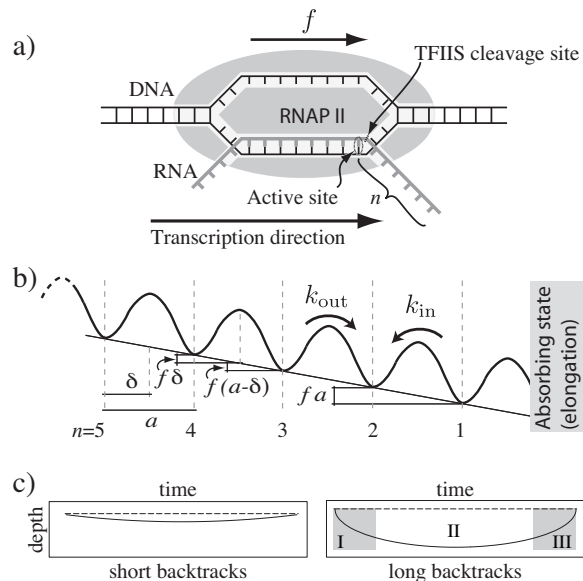 a)
f
TFIIS cleavage site
DNA
RNAP II
RNA
Active site
n
Transcription direction
b)
k_out
k_in
δ
fδ
f(a-δ)
fa
a
n=5
4
3
2
1
Absorbing state
(elongation)
c)
time
time
depth
I
II
III
short backtracks
long backtracks